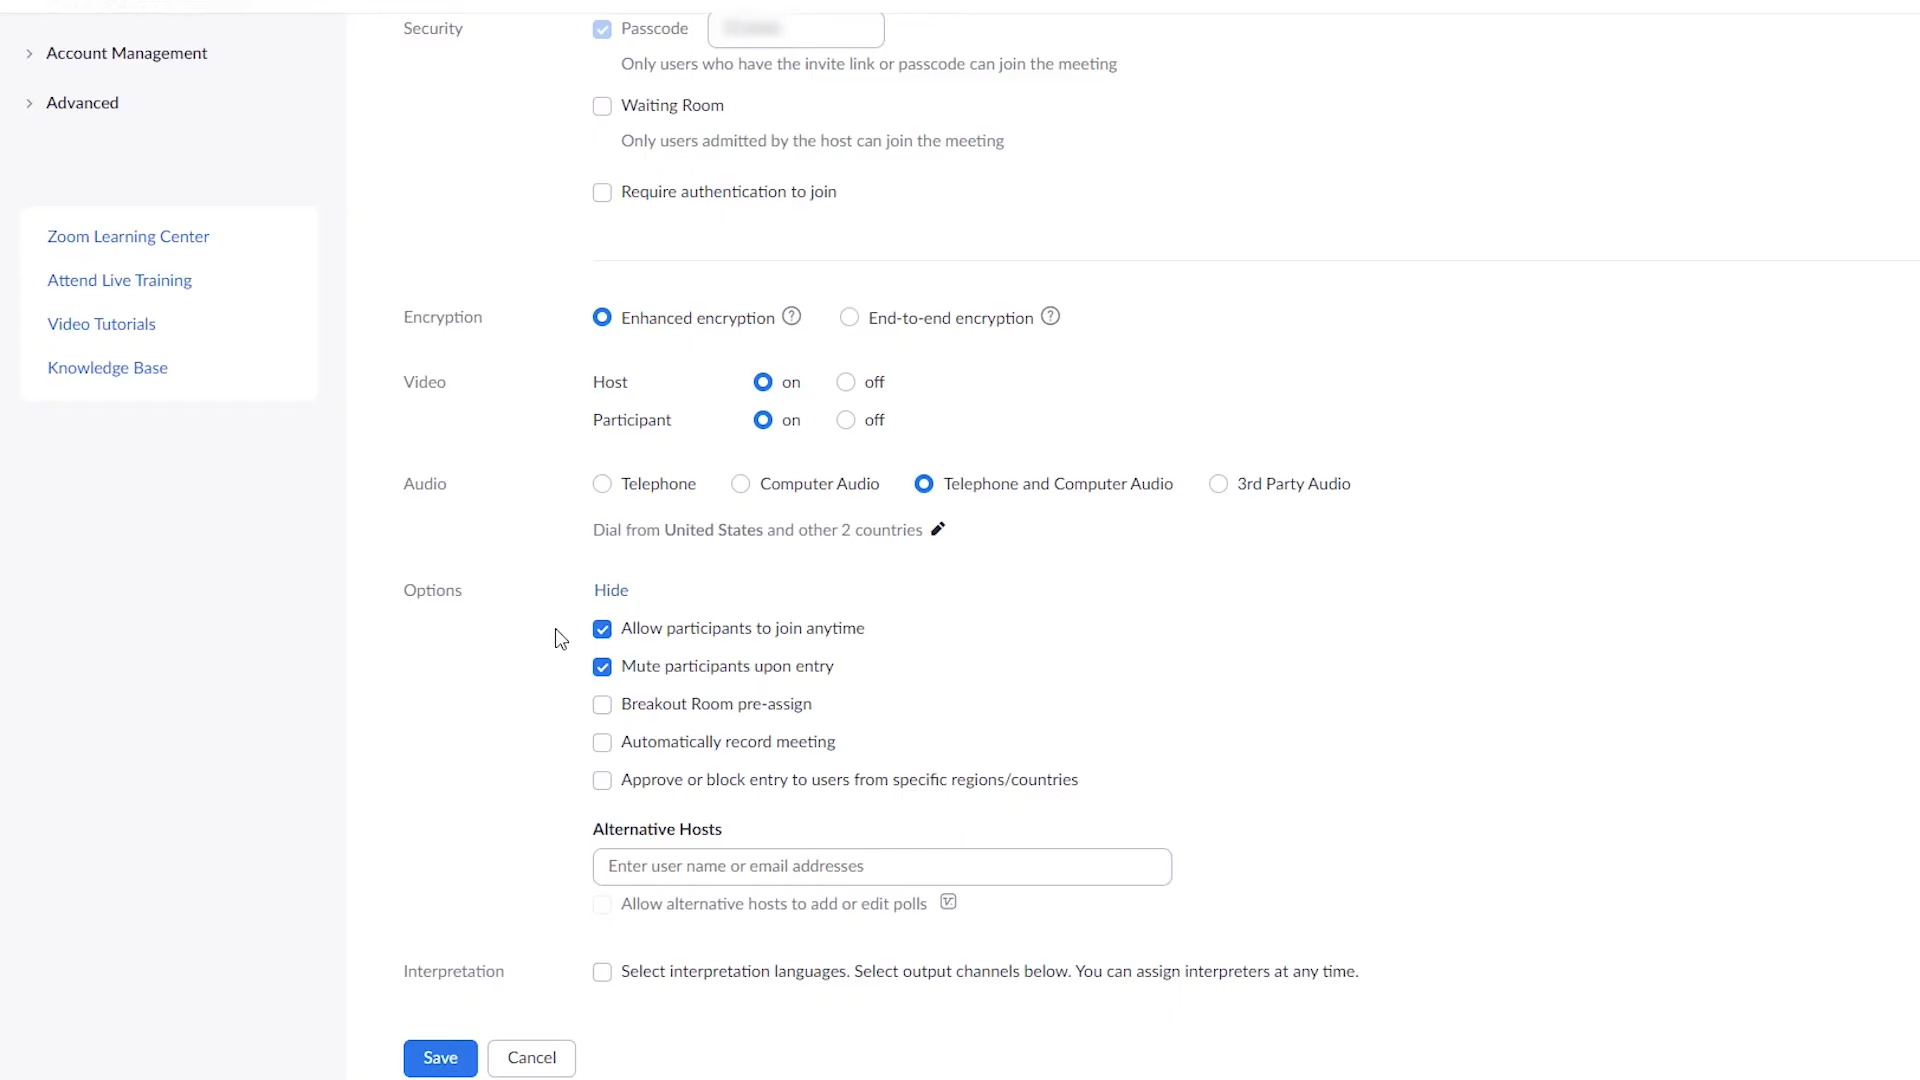 Account Management
Advanced
Zoom Learning Center
Attend Live Training
Video Tutorials
Knowledge Base
Security
Passcode
Only users who have the invite link or passcode can join the meeting
Waiting Room
Only users admitted by the host can join the meeting
Require authentication to join
Encryption
Enhanced encryption ? End-to-end encryption ?
Video
Host on off
Participant on off
Audio
Telephone Computer Audio Telephone and Computer Audio 3rd Party Audio
Dial from United States and other 2 countries
Options
Hide
Allow participants to join anytime
Mute participants upon entry
Breakout Room pre-assign
Automatically record meeting
Approve or block entry to users from specific regions/countries
Alternative Hosts
Enter user name or email addresses
Allow alternative hosts to add or edit polls
Interpretation
Select interpretation languages. Select output channels below. You can assign interpreters at any time.
Save Cancel